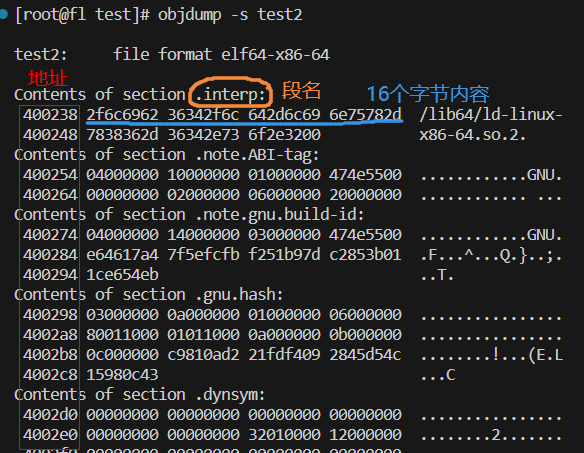 [root@fl test]# objdump -s test2
test2:     file format elf64-x86-64
地址
Contents of section .interp: 段名 16个字节内容
 400238 2f6c6962 36342f6c 642d6c69 6e75782d  /lib64/ld-linux-
 400248 7838362d 36342e73 6f2e3200           x86-64.so.2.
Contents of section .note.ABI-tag:
 400254 04000000 10000000 01000000 474e5500  ............GNU.
 400264 00000000 02000000 06000000 20000000  ............ ...
Contents of section .note.gnu.build-id:
 400274 04000000 14000000 03000000 474e5500  ............GNU.
 400284 e64617a4 7f5efcfb f251b97d c2853b01  .F...^...Q.}..;.
 400294 1ce654eb                             ..T.
Contents of section .gnu.hash:
 400298 03000000 0a000000 01000000 06000000  ................
 4002a8 80011000 01011000 0a000000 0b000000  ................
 4002b8 0c000000 c9810ad2 21fdf409 2845d54c  ........!...(E.L
 4002c8 15980c43                             ...C
Contents of section .dynsym:
 4002d0 00000000 00000000 00000000 00000000  ................
 4002e0 00000000 00000000 32010000 12000000  ........2.......